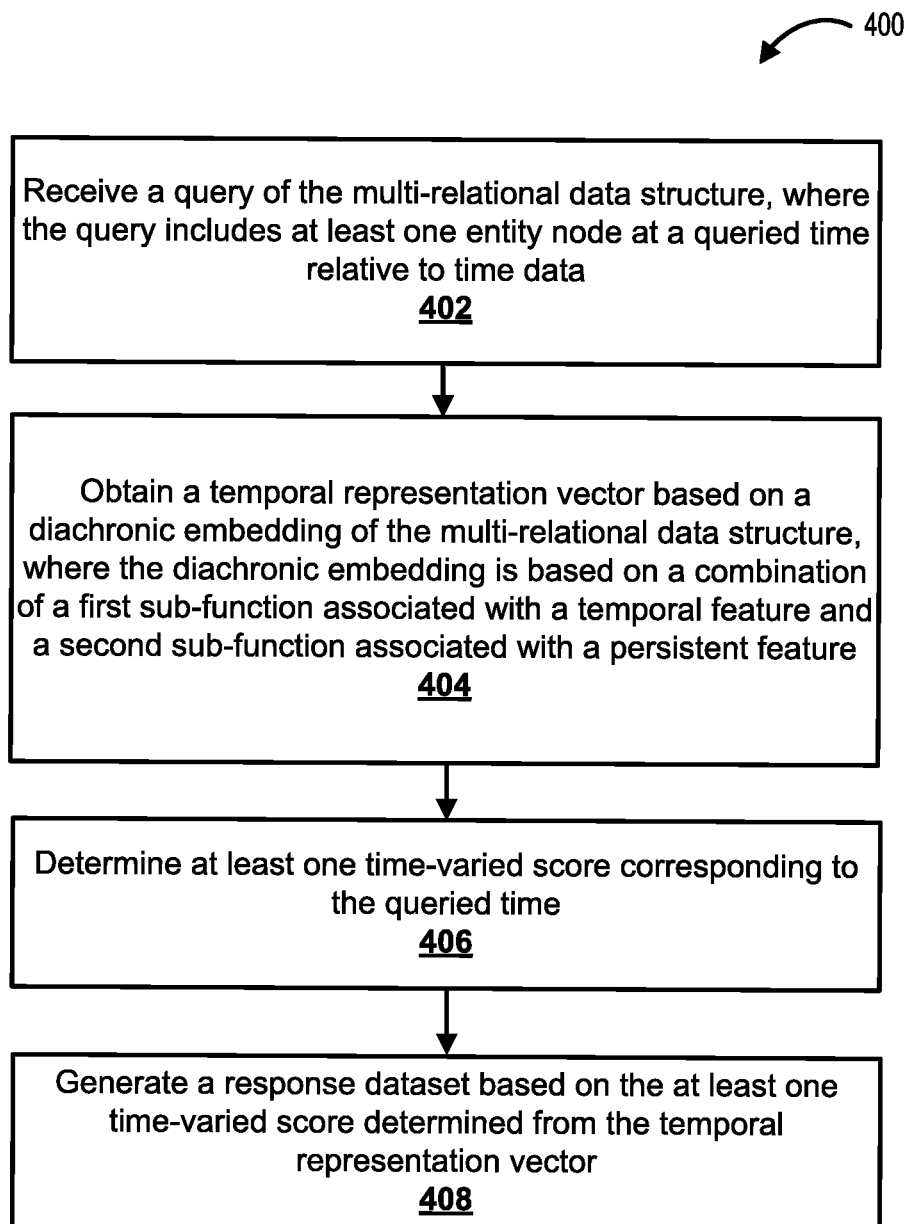 400
Receive a query of the multi-relational data structure, where
the query includes at least one entity node at a queried time
relative to time data
402
Obtain a temporal representation vector based on a
diachronic embedding of the multi-relational data structure,
where the diachronic embedding is based on a combination
of a first sub-function associated with a temporal feature and
a second sub-function associated with a persistent feature
404
Determine at least one time-varied score corresponding to
the queried time
406
Generate a response dataset based on the at least one
time-varied score determined from the temporal
representation vector
408